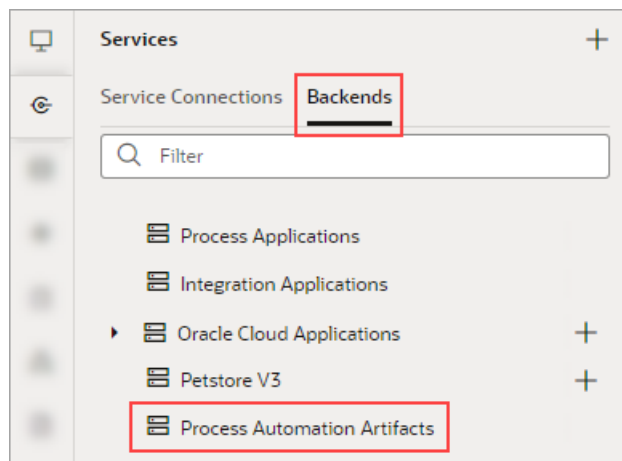 Services
Service Connections Backends
Filter
Process Applications
Integration Applications
Oracle Cloud Applications
Petstore V3
Process Automation Artifacts